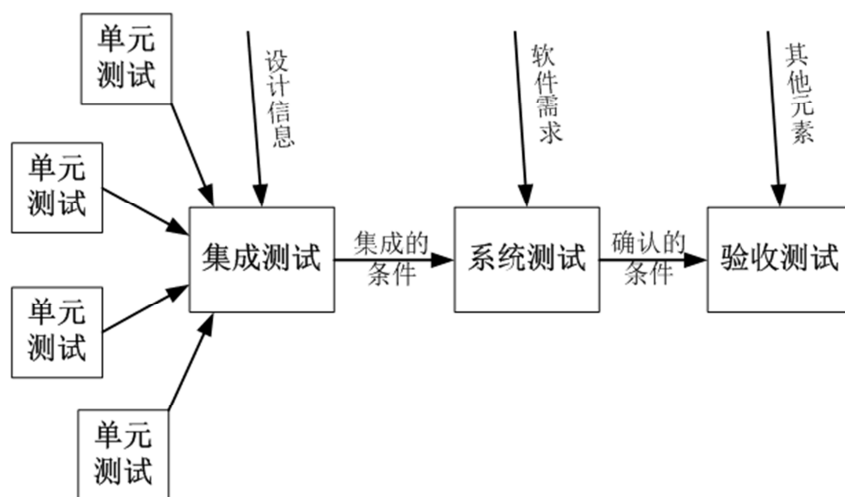 单元
测试
设计信息
软件需求
其他元素
单元
测试
集成测试
集成的
条件
系统测试
确认的
条件
验收测试
单元
测试
单元
测试